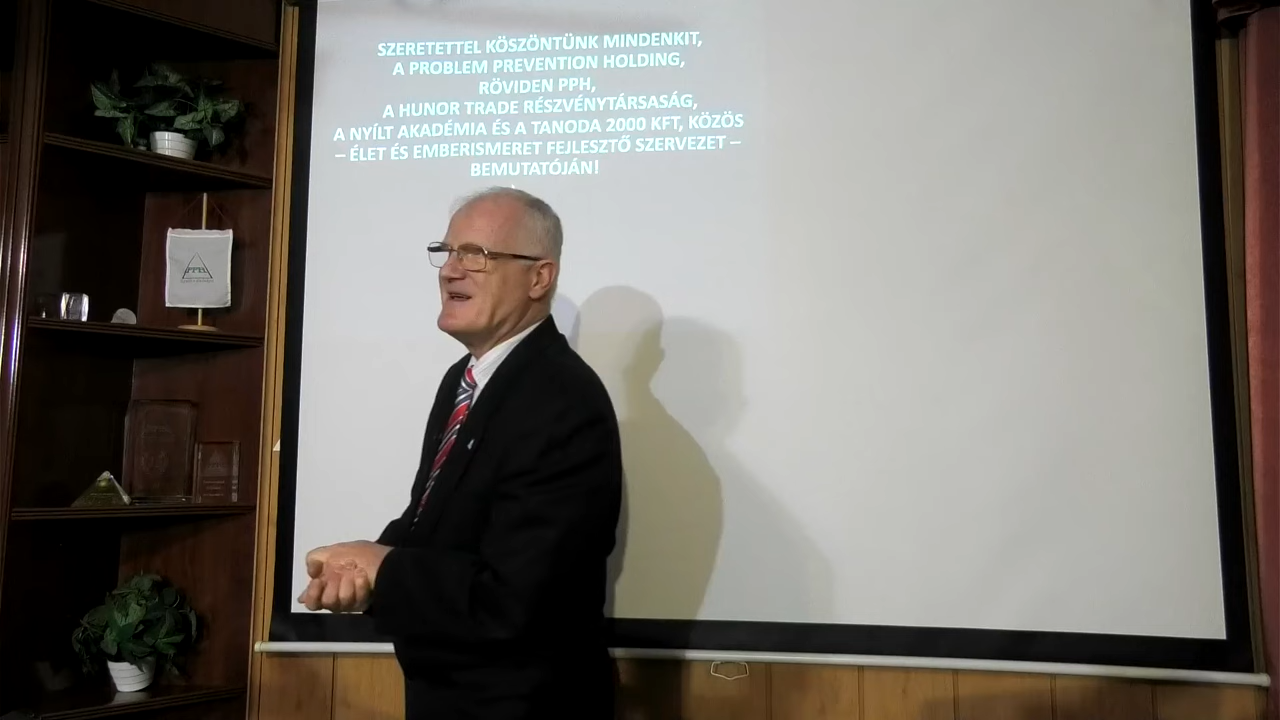 SZERETETTEL KÖSZÖNTÜNK MINDENKIT,
A PROBLEM PREVENTION HOLDING,
RÖVIDEN PPH,
A HUNOR TRADE RÉSZVÉNYTÁRSASÁG,
A NYÍLT AKADÉMIA ÉS A TANODA 2000 KFT, KÖZÖS
– ÉLET ÉS EMBERISMERET FEJLESZTŐ SZERVEZET –
BEMUTATÓJÁN!